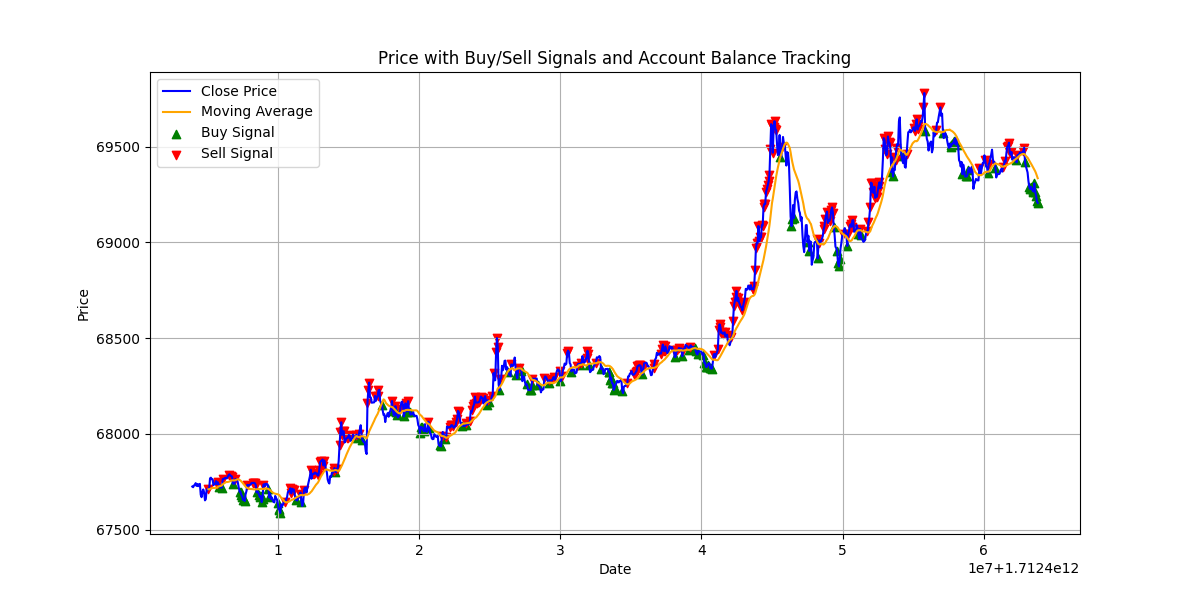 Price with Buy/Sell Signals and Account Balance Tracking
Close Price
Moving Average
Buy Signal
Sell Signal
69500
69000
68500
68000
67500
Price
1 2 3 4 5 6
Date
1e7+1.7124e12